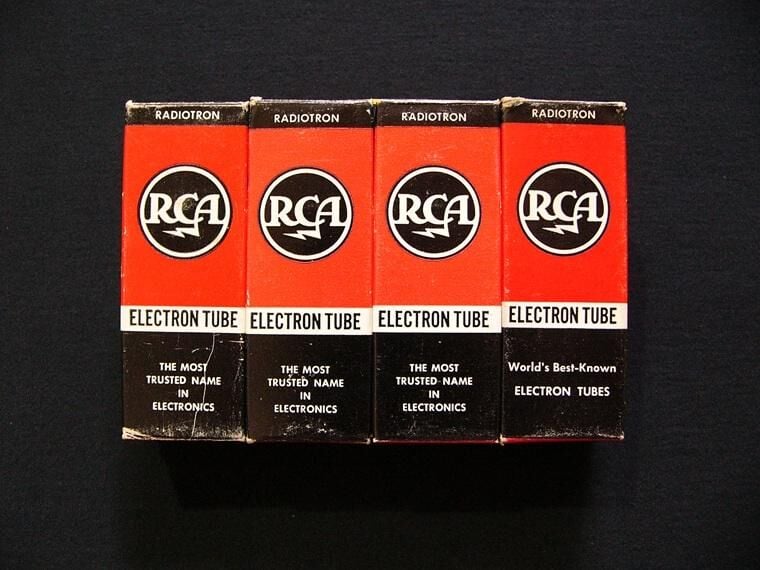 RADIOTRON
RCA
ELECTRON TUBE
THE MOST
TRUSTED NAME
IN
ELECTRONICS
RADIOTRON
RCA
ELECTRON TUBE
THE MOST
TRUSTED NAME
IN
ELECTRONICS
RADIOTRON
RCA
ELECTRON TUBE
THE MOST
TRUSTED NAME
IN
ELECTRONICS
RADIOTRON
RCA
ELECTRON TUBE
World's Best-Known
ELECTRON TUBES